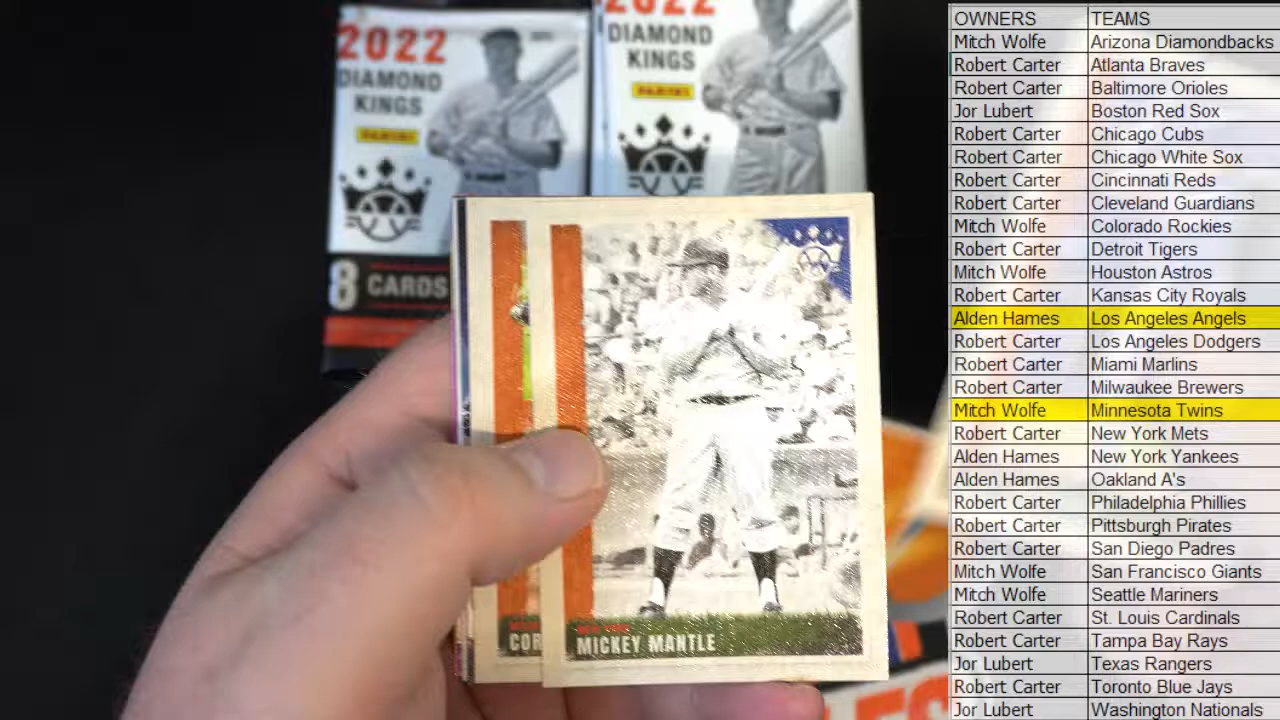 2022
DIAMOND
KINGS
PANINI
8 CARDS
2022
DIAMOND
KINGS
PANINI
COR
MICKEY MANTLE
OWNERS TEAMS
Mitch Wolfe Arizona Diamondbacks
Robert Carter Atlanta Braves
Robert Carter Baltimore Orioles
Jor Lubert Boston Red Sox
Robert Carter Chicago Cubs
Robert Carter Chicago White Sox
Robert Carter Cincinnati Reds
Robert Carter Cleveland Guardians
Mitch Wolfe Colorado Rockies
Robert Carter Detroit Tigers
Mitch Wolfe Houston Astros
Robert Carter Kansas City Royals
Alden Hames Los Angeles Angels
Robert Carter Los Angeles Dodgers
Robert Carter Miami Marlins
Robert Carter Milwaukee Brewers
Mitch Wolfe Minnesota Twins
Robert Carter New York Mets
Alden Hames New York Yankees
Alden Hames Oakland A's
Robert Carter Philadelphia Phillies
Robert Carter Pittsburgh Pirates
Robert Carter San Diego Padres
Mitch Wolfe San Francisco Giants
Mitch Wolfe Seattle Mariners
Robert Carter St. Louis Cardinals
Robert Carter Tampa Bay Rays
Jor Lubert Texas Rangers
Robert Carter Toronto Blue Jays
Jor Lubert Washington Nationals